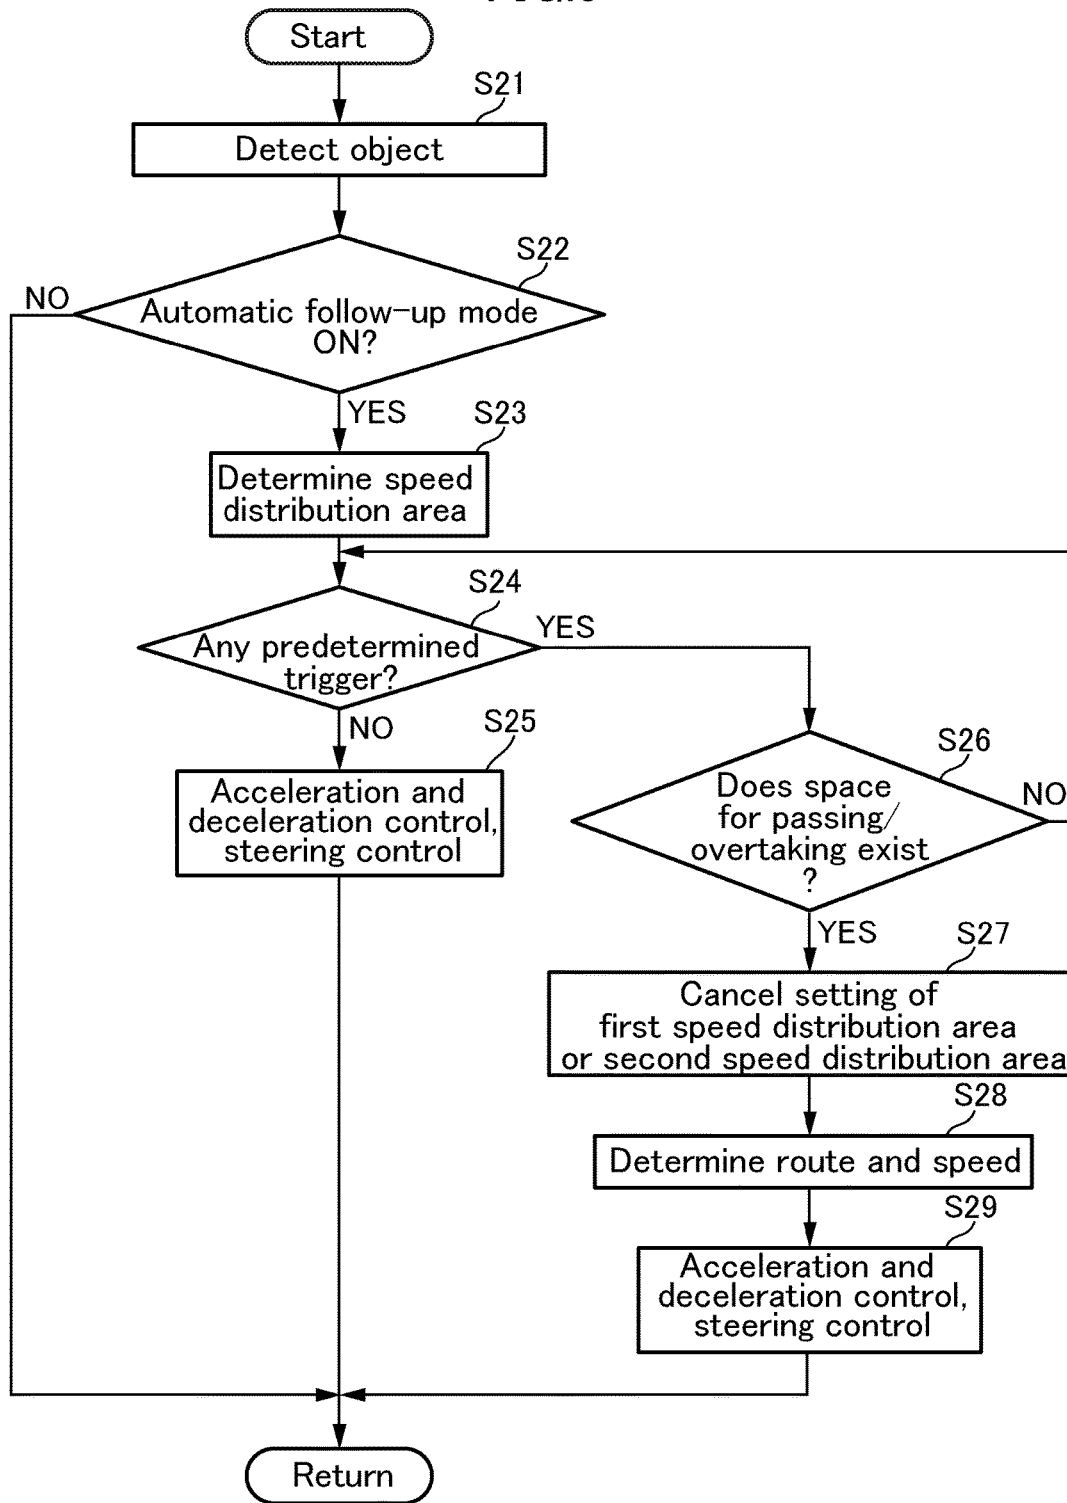 Start
S21
Detect object
S22
NO
Automatic follow-up mode
ON?
YES
S23
Determine speed
distribution area
S24
YES
Any predetermined
trigger?
NO
S25
Acceleration and
deceleration control,
steering control
S26
NO
Does space
for passing/
overtaking exist
?
YES
S27
Cancel setting of
first speed distribution area
or second speed distribution area
S28
Determine route and speed
S29
Acceleration and
deceleration control,
steering control
Return